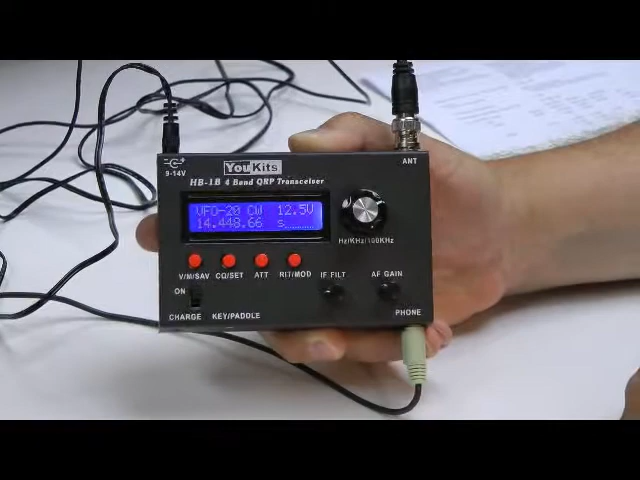 9-14V
ANT
YouKits
HB-1B 4 Band QRP Transceiver
VFO-20 CW 12.5V
14.448.66 S
Hz/KHz/100KHz
V/M/SAV CQ/SET ATT RIT/MOD IF FILT AF GAIN
ON
CHARGE KEY/PADDLE PHONE